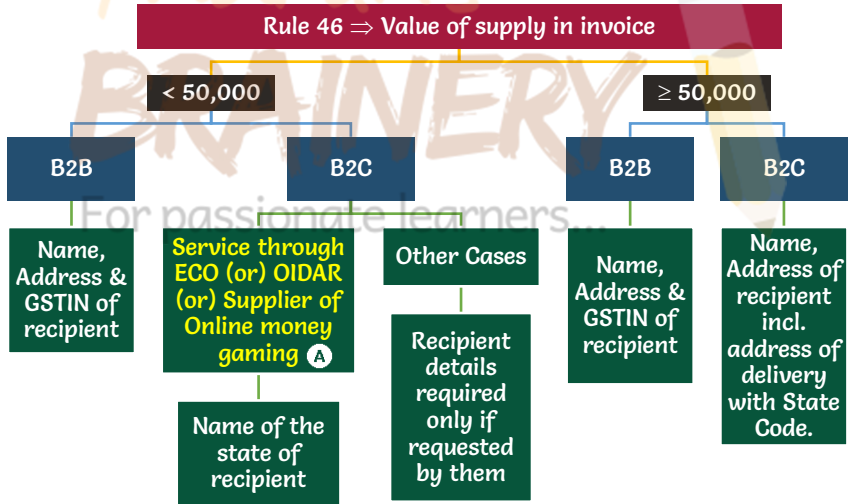 Rule 46 ⇒ Value of supply in invoice
BRAINERY
For passionate learners...
< 50,000
≥ 50,000
B2B
B2C
B2B
B2C
Name,
Address &
GSTIN of
recipient
Service through
ECO (or) OIDAR
(or) Supplier of
Online money
gaming A
Name of the
state of
recipient
Other Cases
Recipient
details
required
only if
requested
by them
Name,
Address &
GSTIN of
recipient
Name,
Address of
recipient
incl.
address of
delivery
with State
Code.